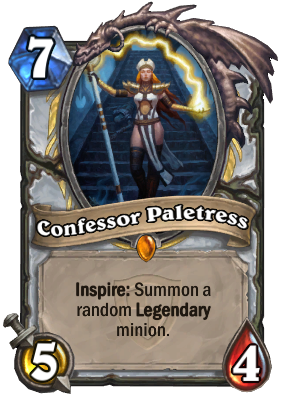 7
Confessor Paletress
Inspire: Summon a
random Legendary
minion.
5
4